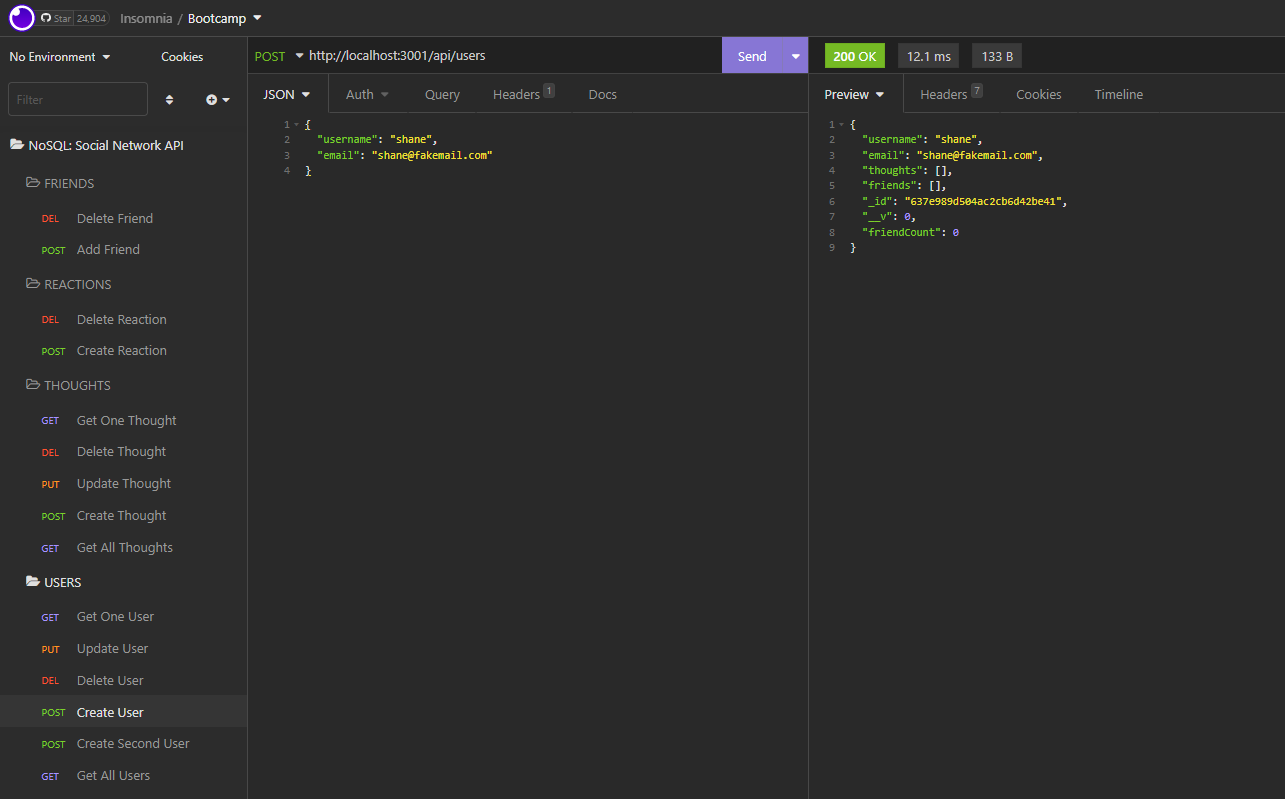 Star 24,904 Insomnia / Bootcamp
No Environment Cookies
Filter
NoSQL: Social Network API
FRIENDS
DEL Delete Friend
POST Add Friend
REACTIONS
DEL Delete Reaction
POST Create Reaction
THOUGHTS
GET Get One Thought
DEL Delete Thought
PUT Update Thought
POST Create Thought
GET Get All Thoughts
USERS
GET Get One User
PUT Update User
DEL Delete User
POST Create User
POST Create Second User
GET Get All Users
POST http://localhost:3001/api/users Send
JSON Auth Query Headers 1 Docs
1 {
2 "username": "shane",
3 "email": "shane@fakemail.com"
4 }
200 OK 12.1 ms 133 B
Preview Headers 7 Cookies Timeline
1 {
2 "username": "shane",
3 "email": "shane@fakemail.com",
4 "thoughts": [],
5 "friends": [],
6 "_id": "637e989d504ac2cb6d42be41",
7 "__v": 0,
8 "friendCount": 0
9 }